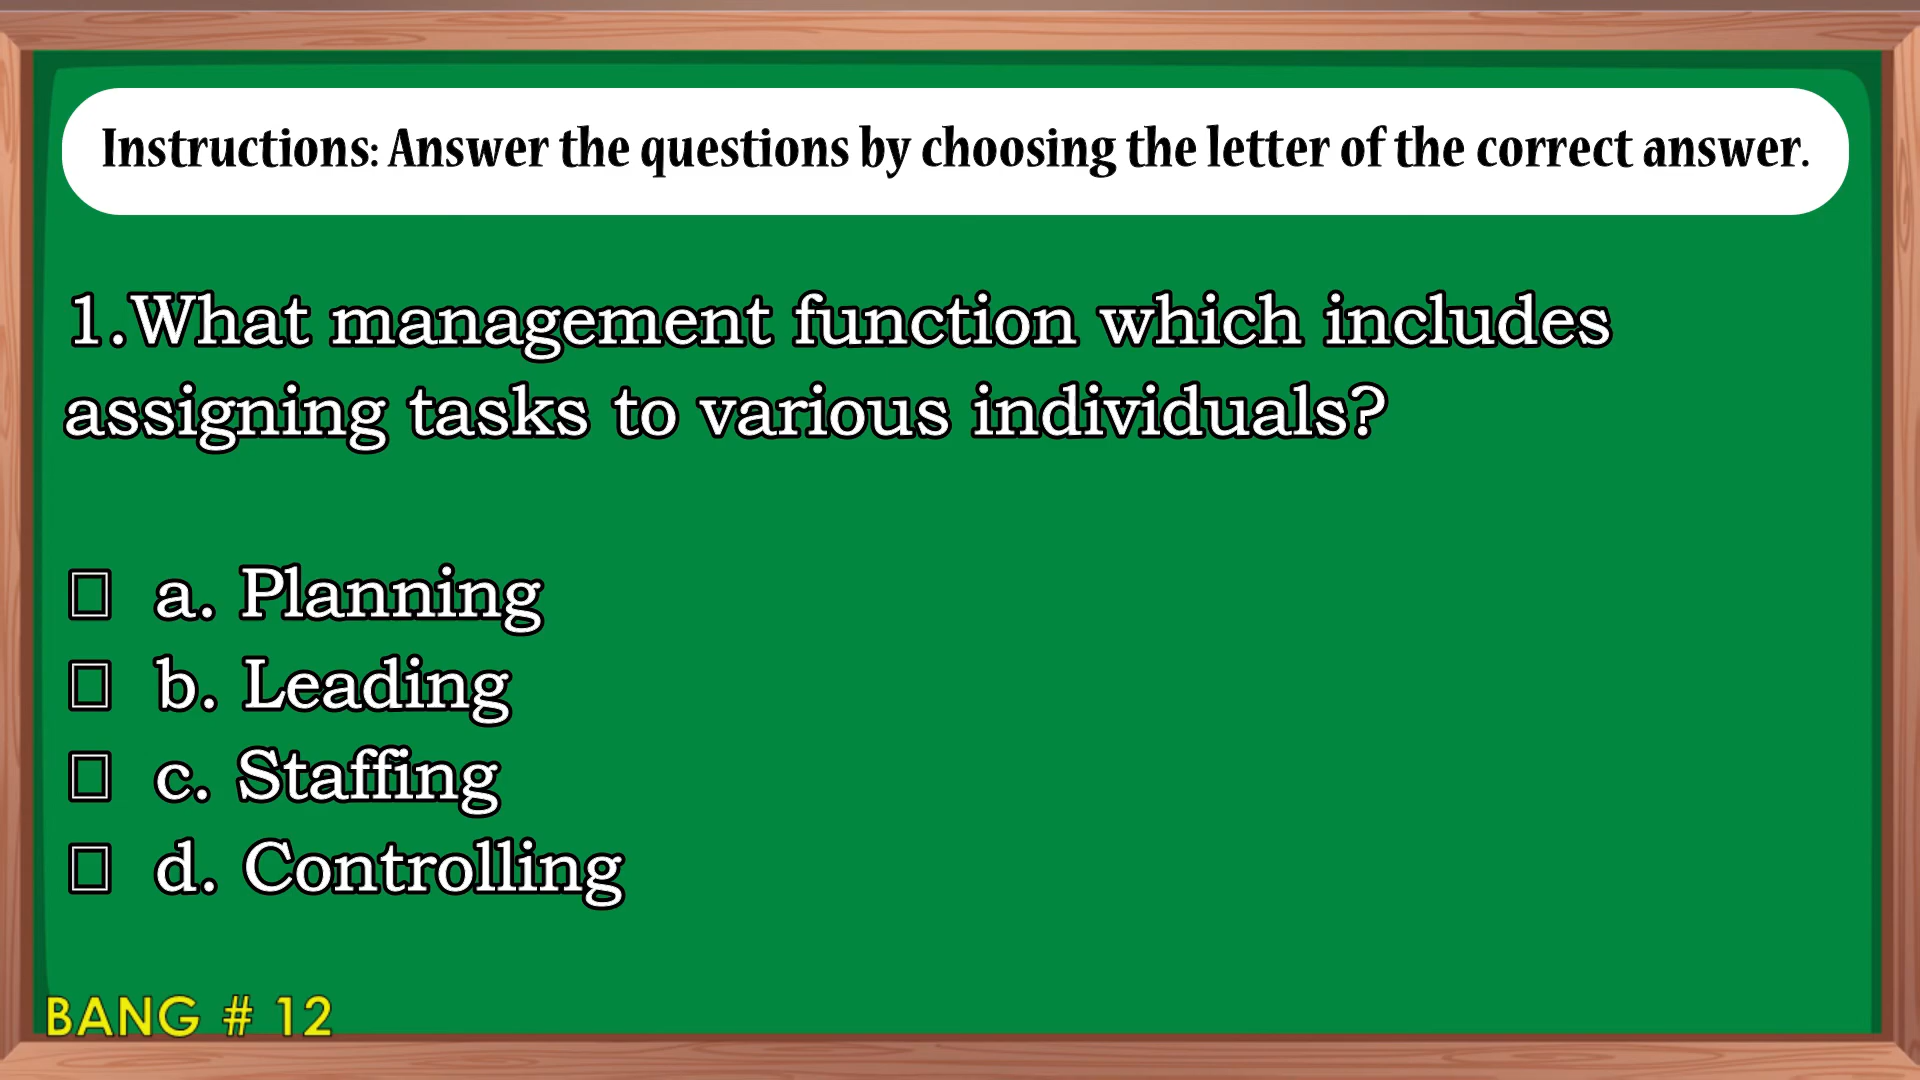 Instructions: Answer the questions by choosing the letter of the correct answer.
1.What management function which includes
assigning tasks to various individuals?
a. Planning
b. Leading
c. Staffing
d. Controlling
BANG # 12